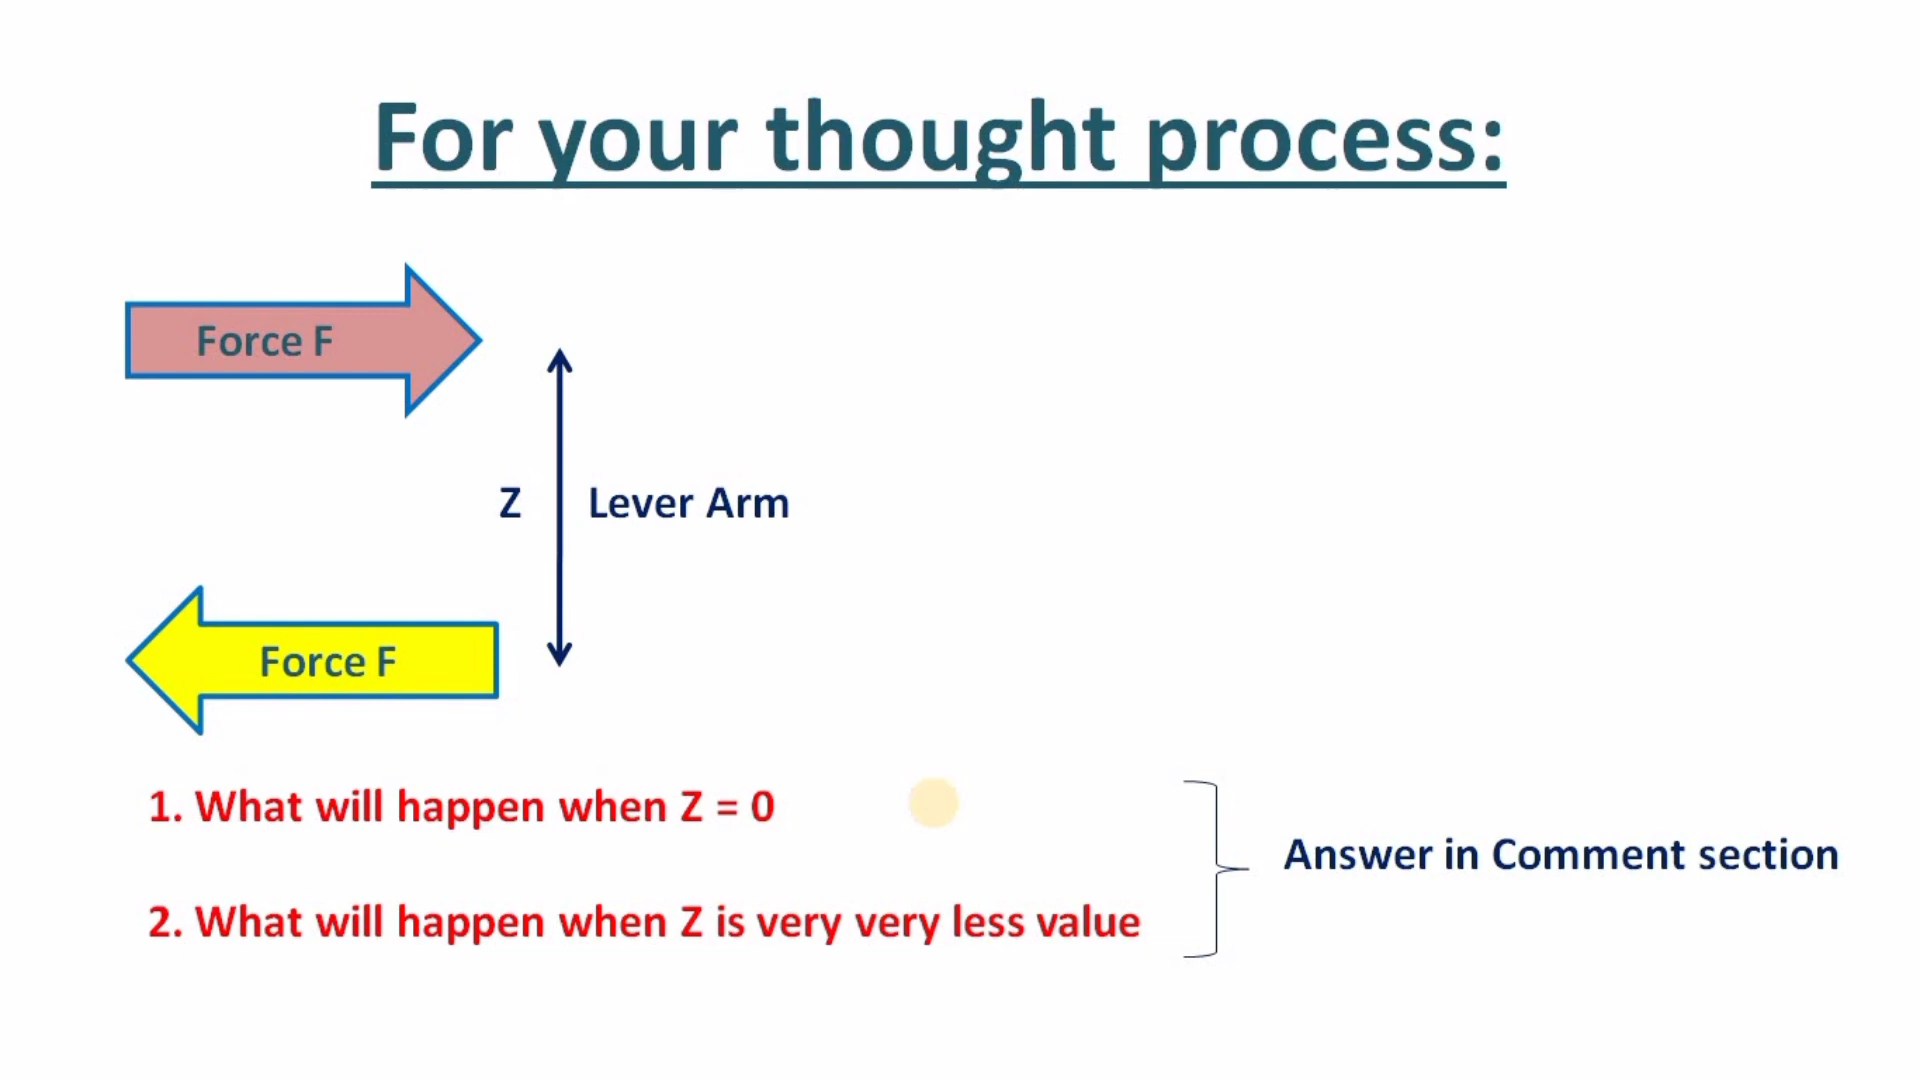 For your thought process:
Force F
Z
Lever Arm
Force F
1. What will happen when Z = 0
2. What will happen when Z is very very less value
Answer in Comment section